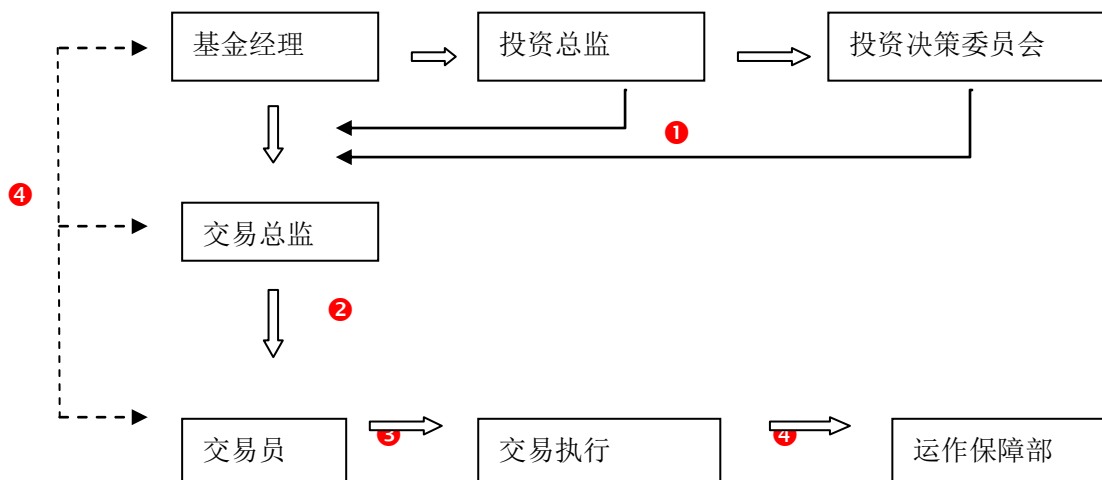 基金经理
投资总监
投资决策委员会
❶
❹
交易总监
❷
交易员
❸
交易执行
❹
运作保障部